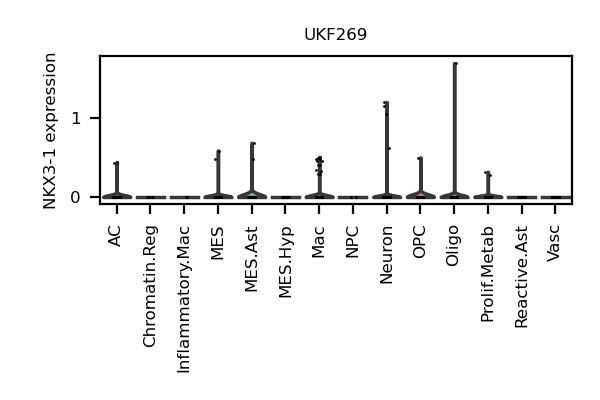 UKF269
NKX3-1 expression
1
0
AC
Chromatin.Reg
Inflammatory.Mac
MES
MES.Ast
MES.Hyp
Mac
NPC
Neuron
OPC
Oligo
Prolif.Metab
Reactive.Ast
Vasc